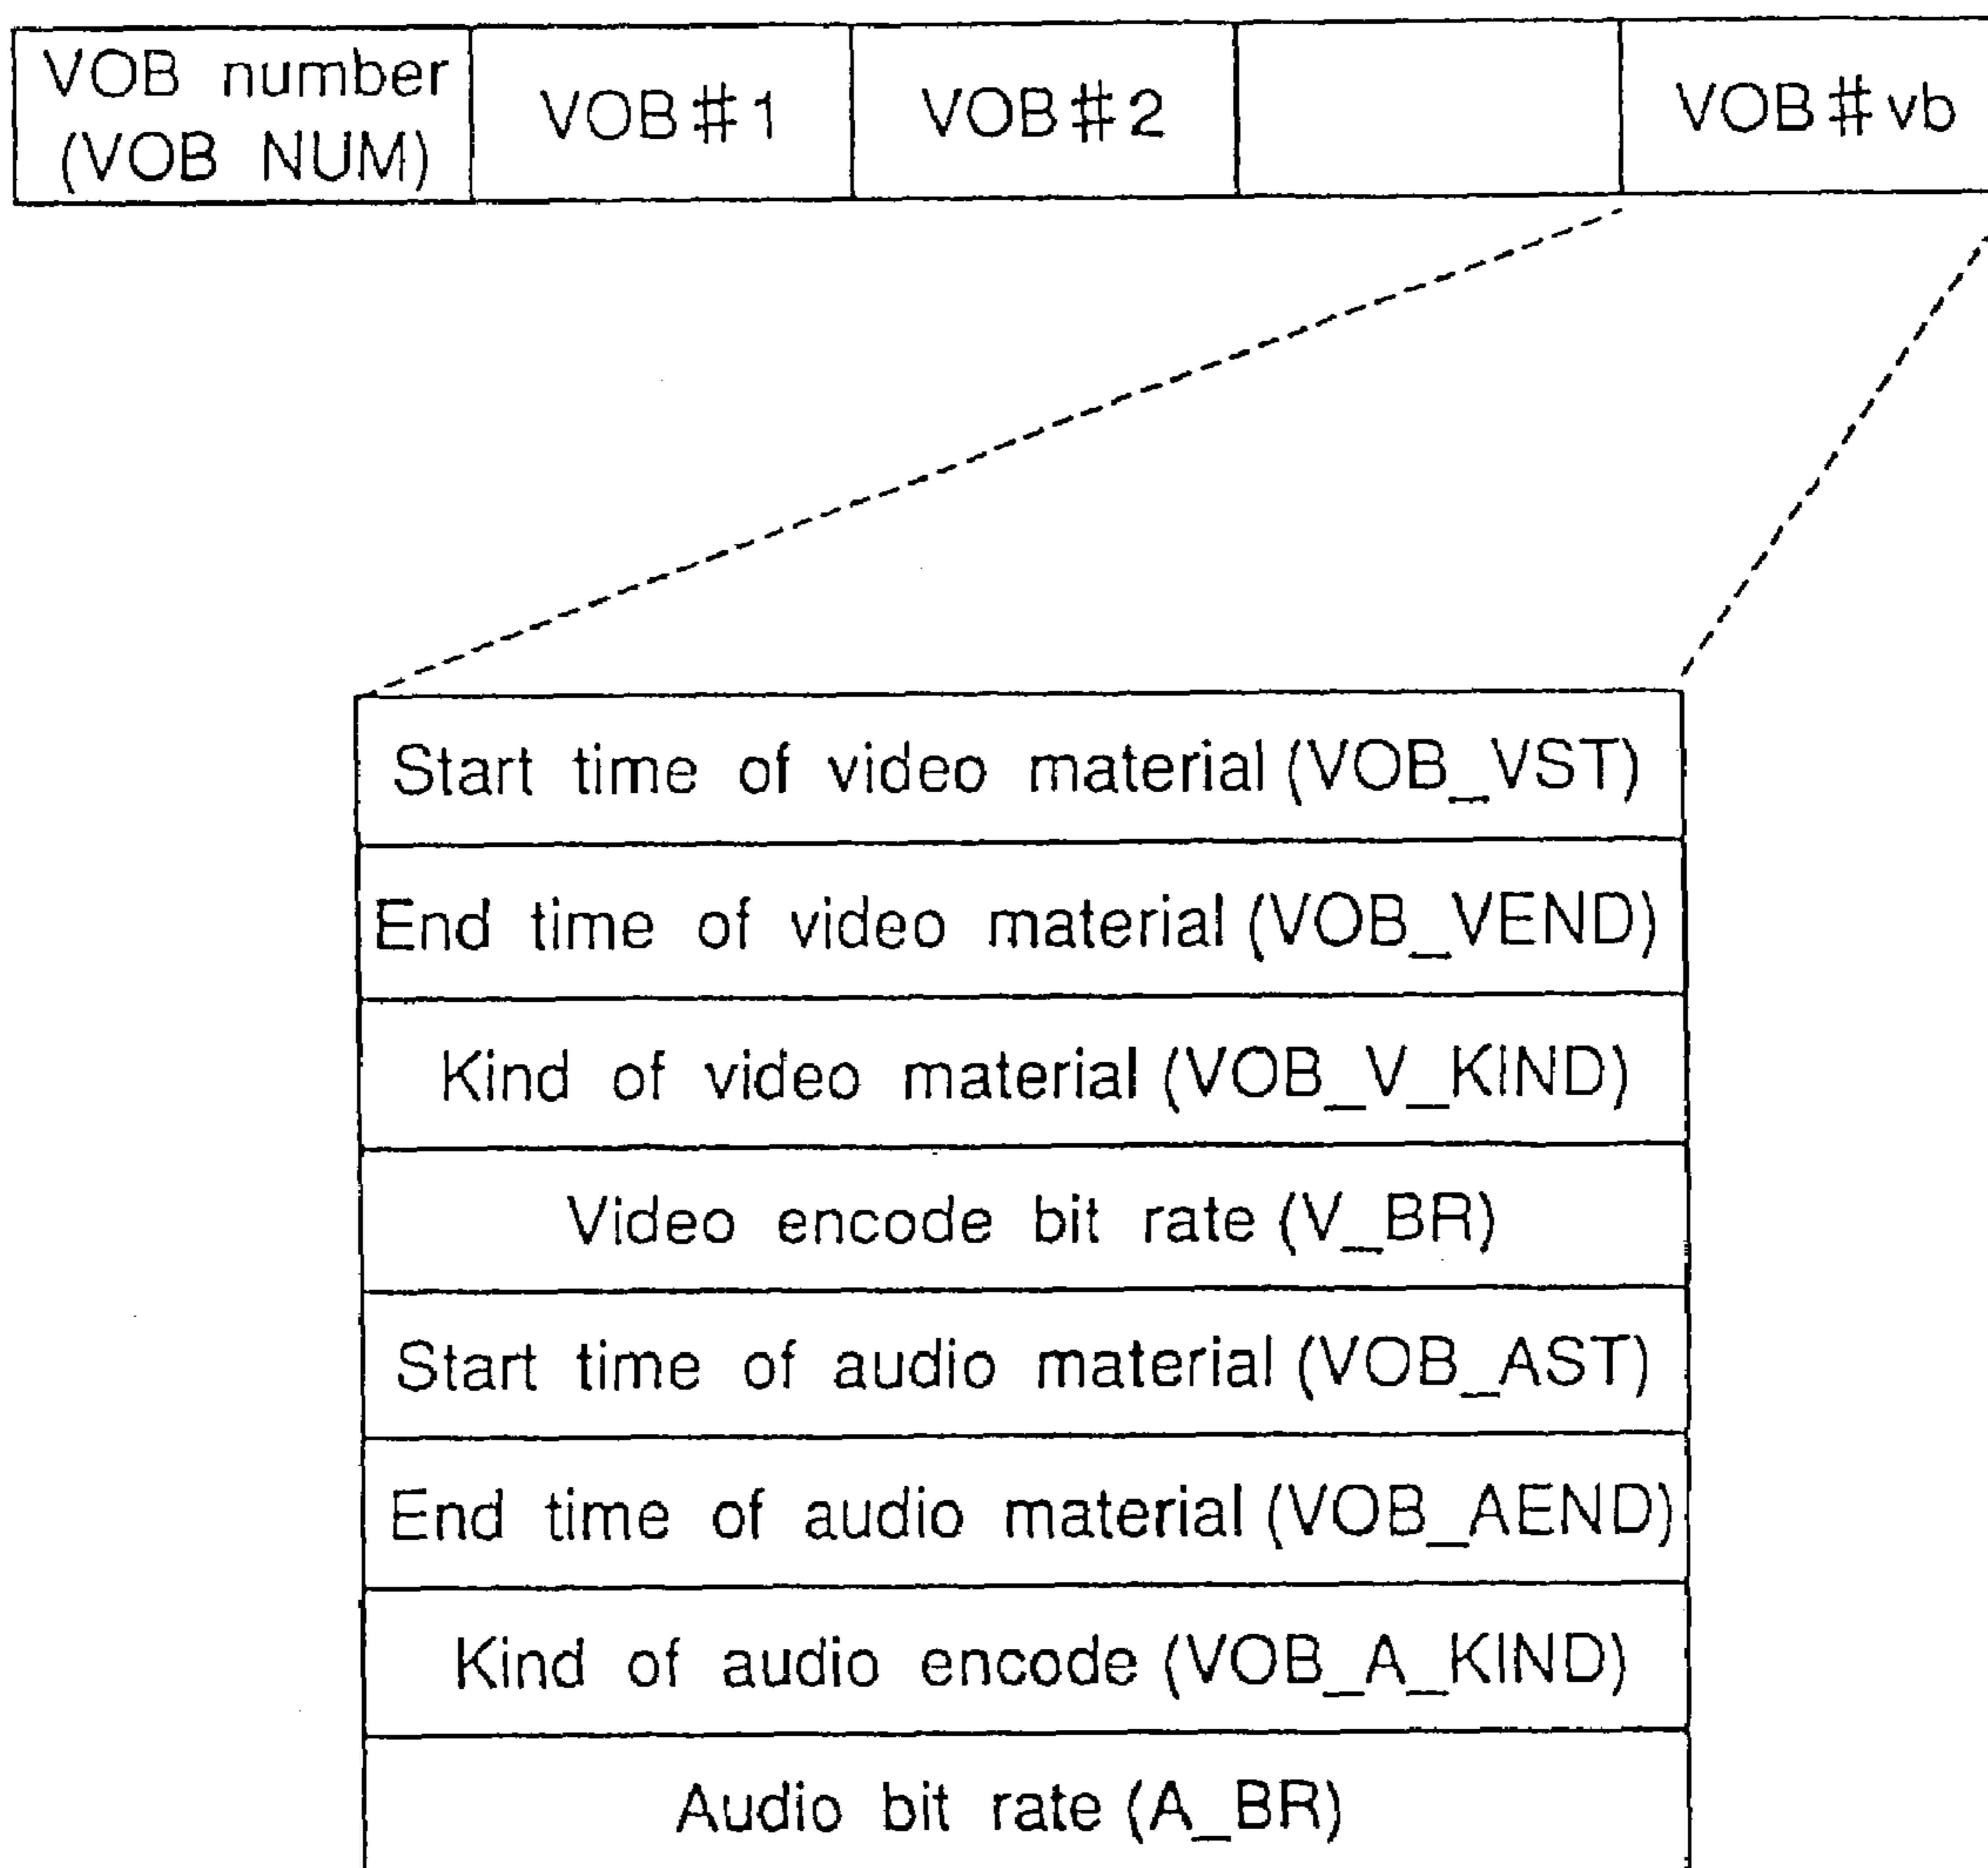 VOB number
(VOB NUM)
VOB#1
VOB#2
VOB#vb
Start time of video material (VOB_VST)
End time of video material (VOB_VEND)
Kind of video material (VOB_V_KIND)
Video encode bit rate (V_BR)
Start time of audio material (VOB_AST)
End time of audio material (VOB_AEND)
Kind of audio encode (VOB_A_KIND)
Audio bit rate (A_BR)